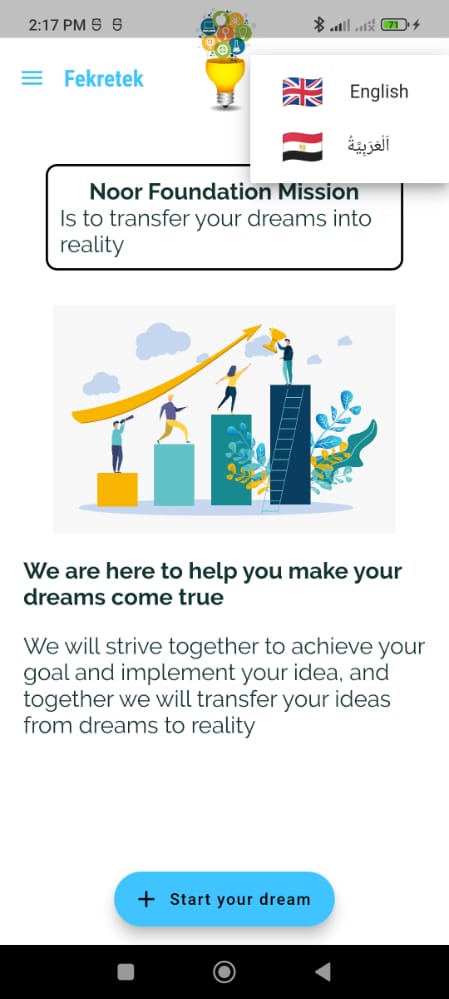 2:17 PM
71
Fekretek
English
اَلْعَرَبِيَّةُ
Noor Foundation Mission
Is to transfer your dreams into
reality
We are here to help you make your
dreams come true
We will strive together to achieve your
goal and implement your idea, and
together we will transfer your ideas
from dreams to reality
+ Start your dream